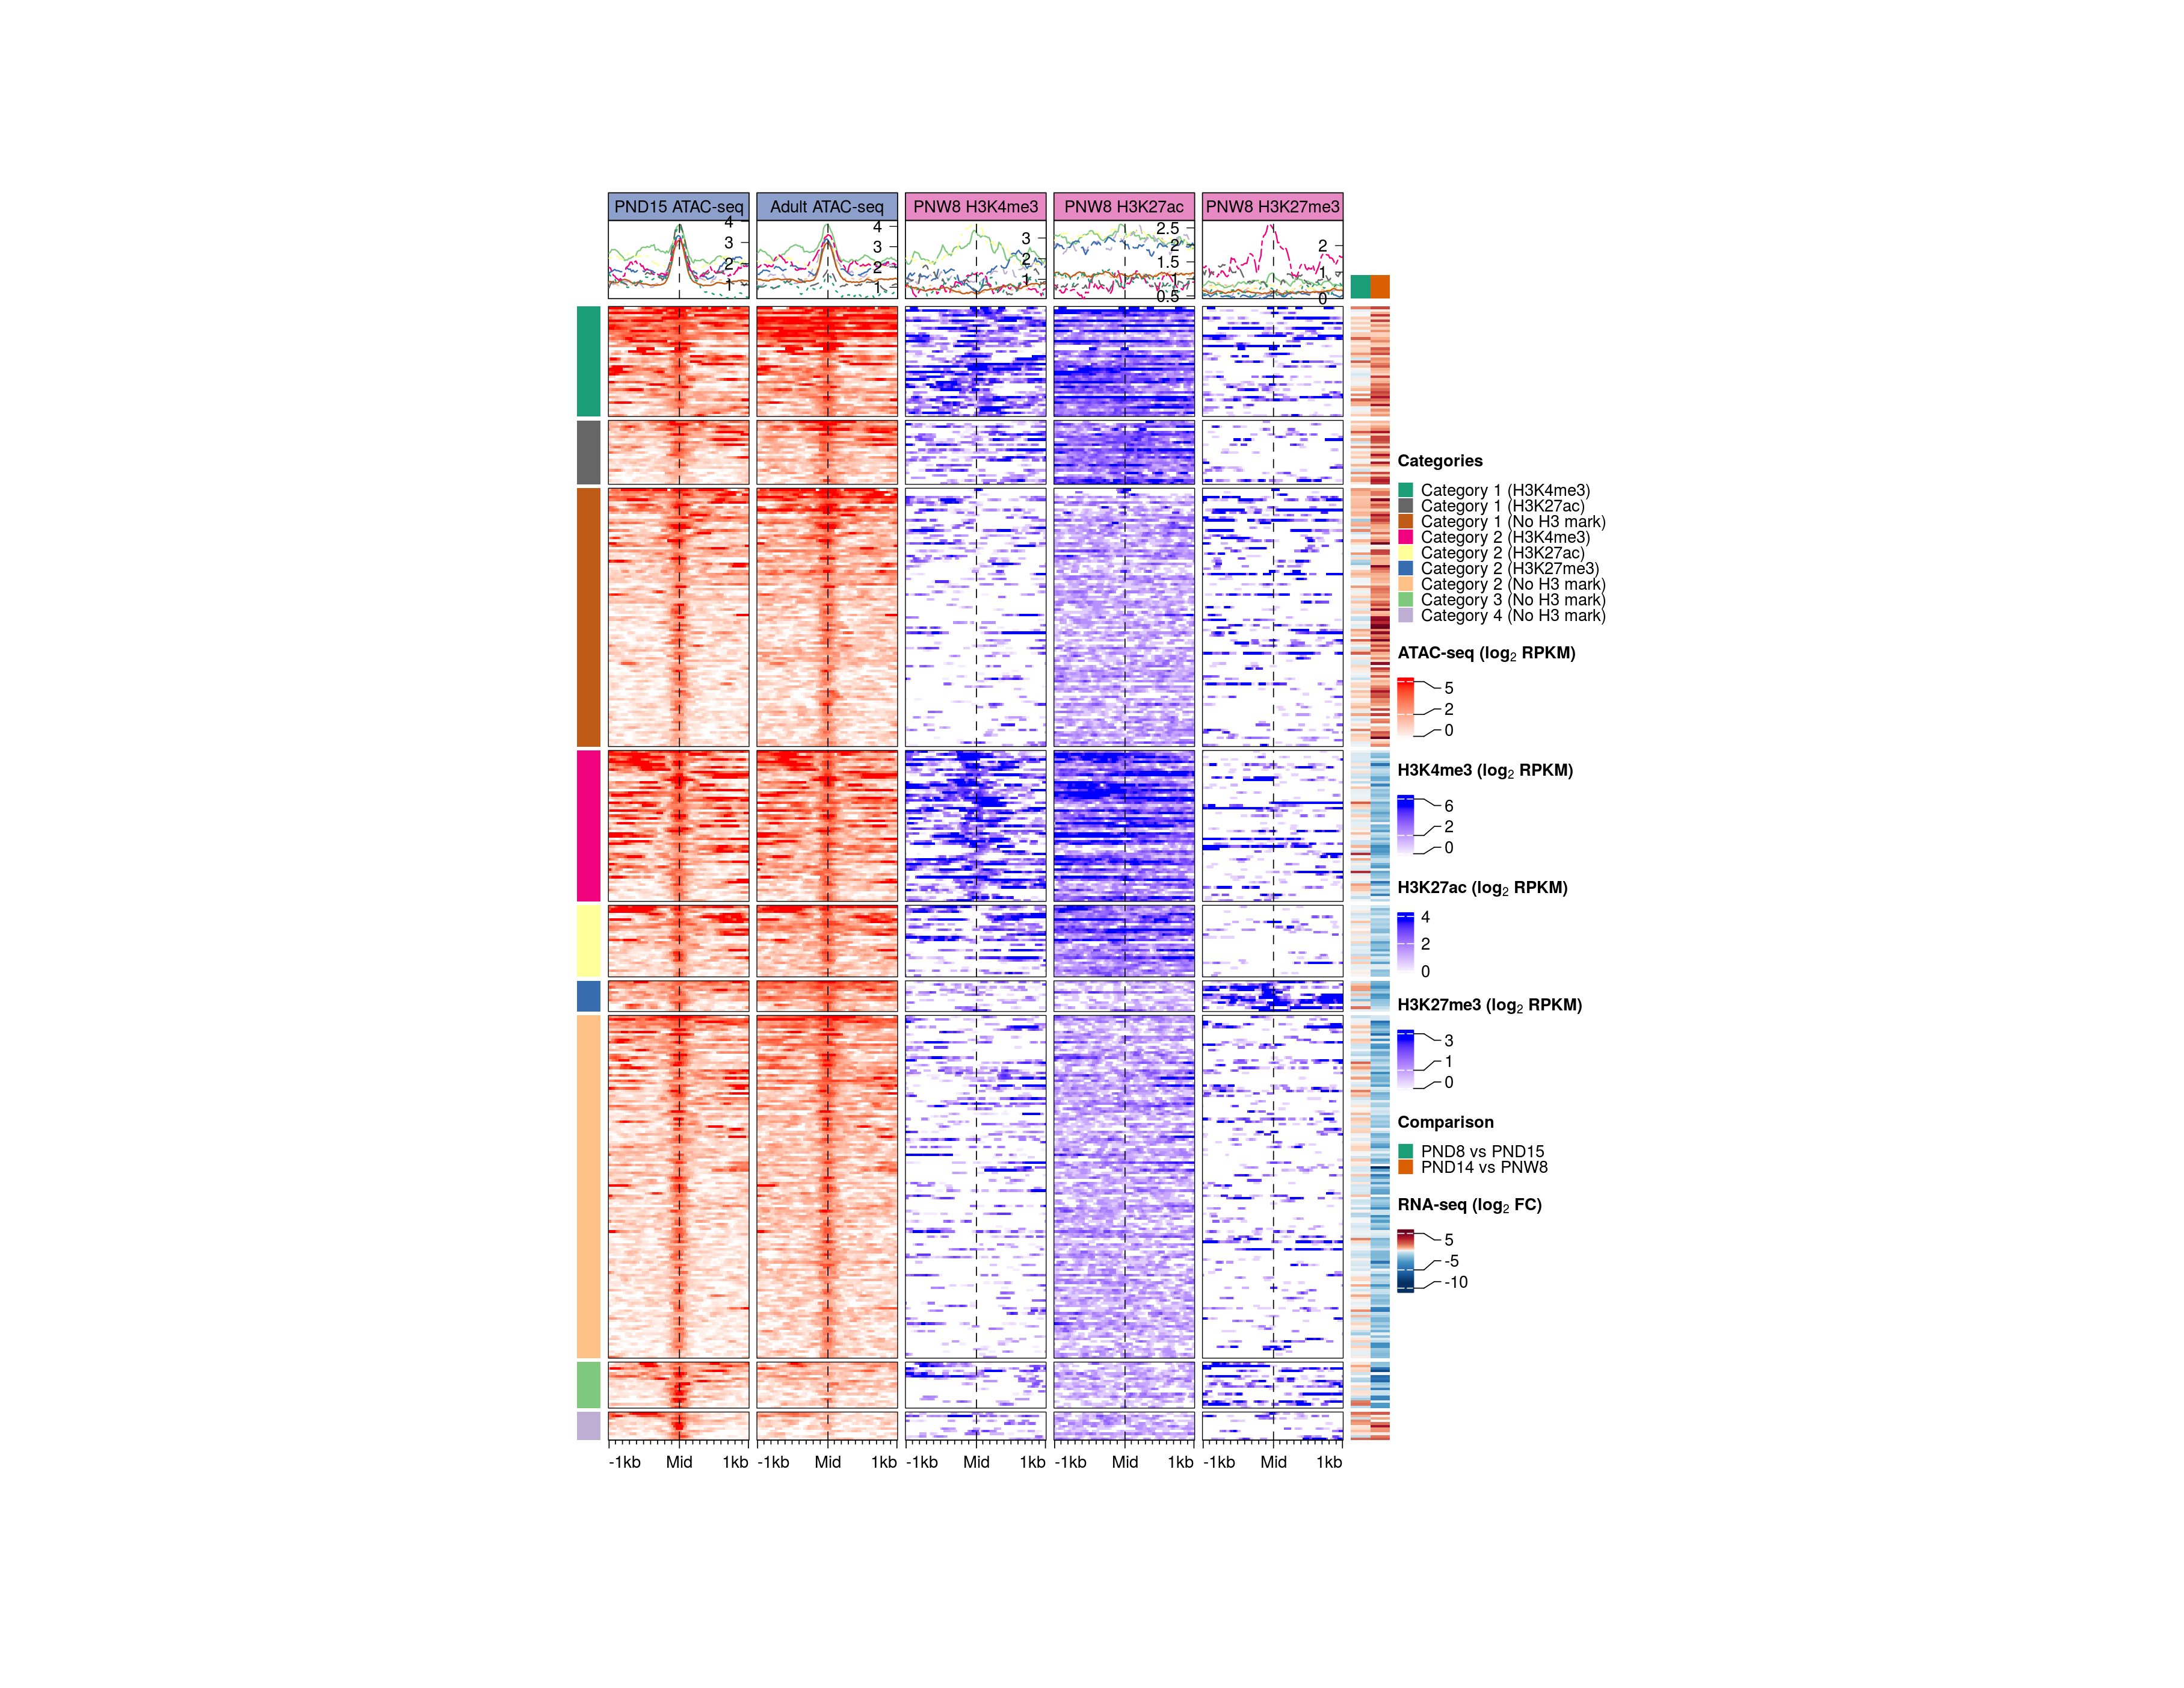 PND15 ATAC-seq
Adult ATAC-seq
PNW8 H3K4me3
PNW8 H3K27ac
PNW8 H3K27me3
4
3
2
1
4
3
2
1
3
2
1
2.5
2
1.5
1
0.5
2
1
0
Categories
Category 1 (H3K4me3)
Category 1 (H3K27ac)
Category 1 (No H3 mark)
Category 2 (H3K4me3)
Category 2 (H3K27ac)
Category 2 (H3K27me3)
Category 2 (No H3 mark)
Category 3 (No H3 mark)
Category 4 (No H3 mark)
ATAC-seq (log₂ RPKM)
5
2
0
H3K4me3 (log₂ RPKM)
6
2
0
H3K27ac (log₂ RPKM)
4
2
0
H3K27me3 (log₂ RPKM)
3
1
0
Comparison
PND8 vs PND15
PND14 vs PNW8
RNA-seq (log₂ FC)
5
-5
-10
-1kb Mid 1kb
-1kb Mid 1kb
-1kb Mid 1kb
-1kb Mid 1kb
-1kb Mid 1kb